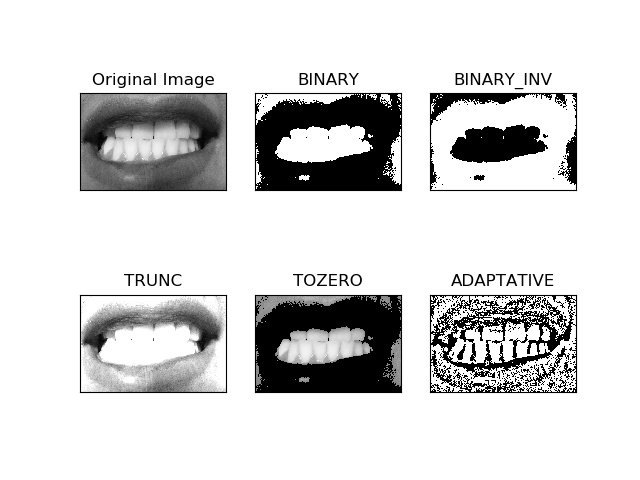 Original Image
BINARY
BINARY_INV
TRUNC
TOZERO
ADAPTATIVE